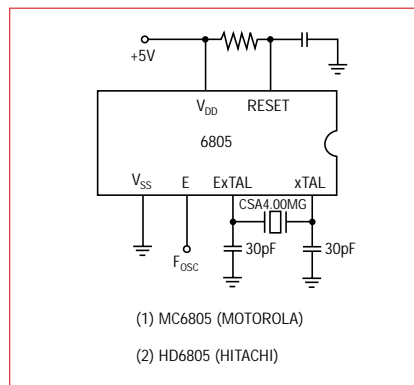 +5V
V_DD RESET
6805
V_SS E ExTAL xTAL
CSA4.00MG
30pF 30pF
F_OSC
(1) MC6805 (MOTOROLA)
(2) HD6805 (HITACHI)